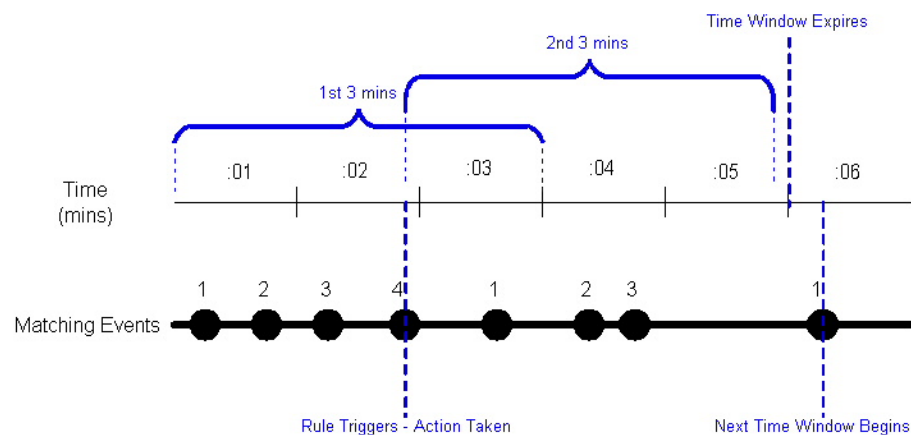 Time Window Expires
2nd 3 mins
1st 3 mins
:01 :02 :03 :04 :05 :06
Time
(mins)
1 2 3 4 1 2 3 1
Matching Events
Rule Triggers - Action Taken
Next Time Window Begins